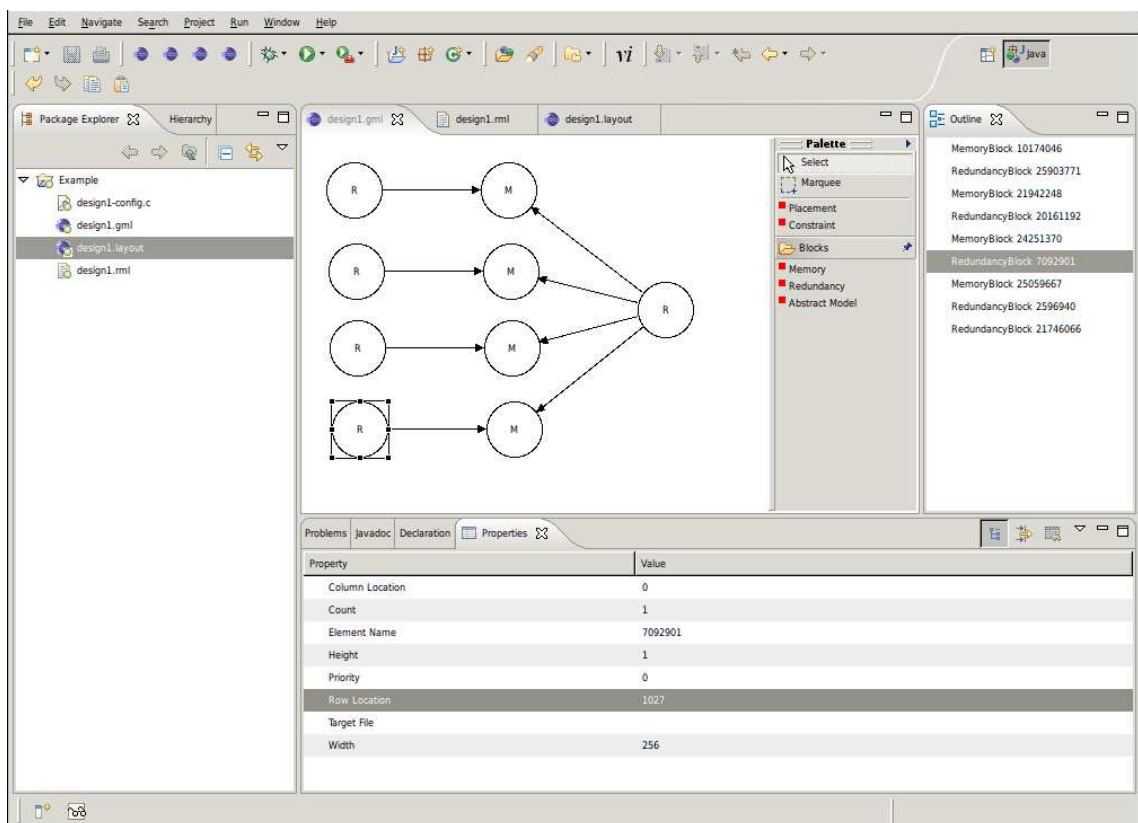 File Edit Navigate Search Project Run Window Help
vi
Java
Package Explorer
Hierarchy
Example
design1-config.c
design1.gml
design1.layout
design1.rml
design1.gml
design1.rml
design1.layout
R
M
R
M
R
R
M
R
M
Palette
Select
Marquee
Placement
Constraint
Blocks
Memory
Redundancy
Abstract Model
Outline
MemoryBlock 10174046
RedundancyBlock 25903771
MemoryBlock 21942248
RedundancyBlock 20161192
MemoryBlock 24251370
RedundancyBlock 7092901
MemoryBlock 25059667
RedundancyBlock 2596940
RedundancyBlock 21746066
Problems Javadoc Declaration Properties
Property Value
Column Location 0
Count 1
Element Name 7092901
Height 1
Priority 0
Row Location 1027
Target File
Width 256